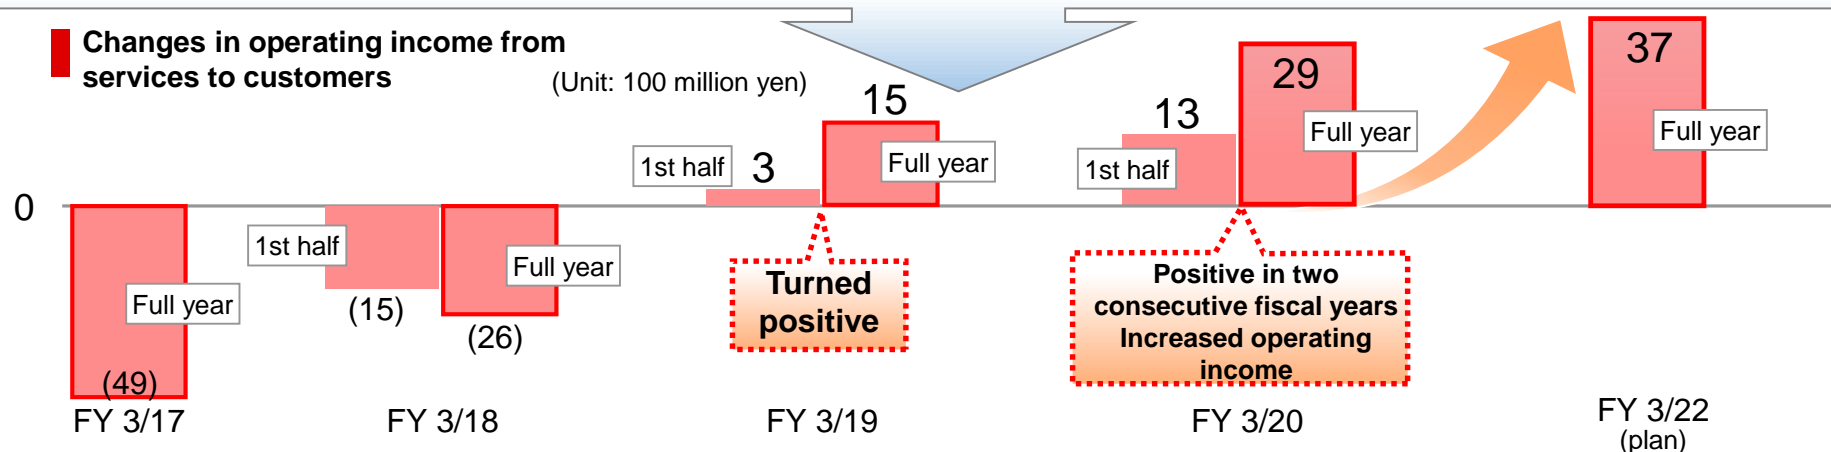 Changes in operating income from
services to customers
(Unit: 100 million yen)
0
Full year
(49)
FY 3/17
1st half
(15)
Full year
(26)
FY 3/18
1st half
3
15
Full year
Turned
positive
FY 3/19
13
1st half
29
Full year
Positive in two
consecutive fiscal years
Increased operating
income
FY 3/20
37
Full year
FY 3/22
(plan)